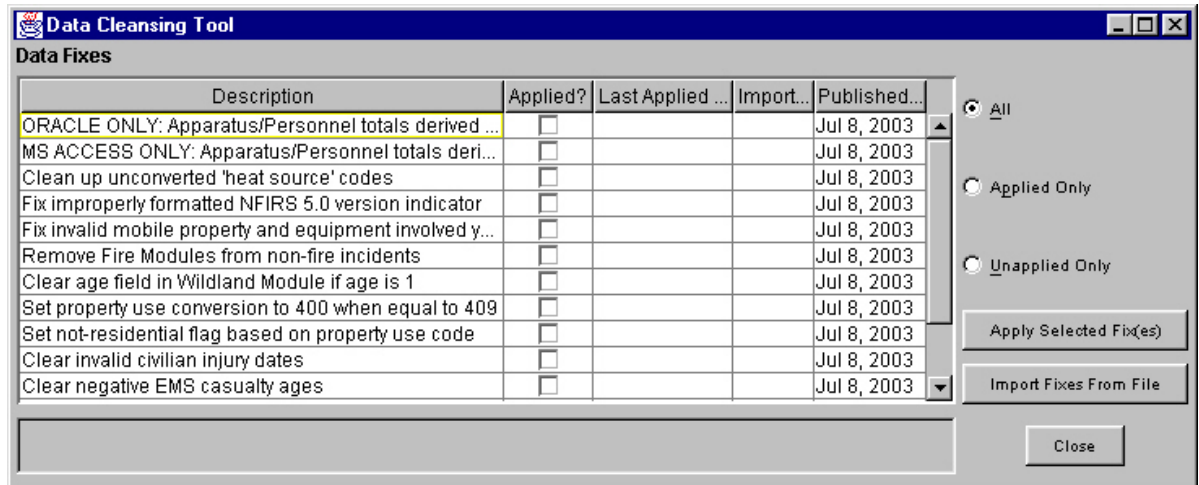 Data Cleansing Tool
Data Fixes
Description Applied? Last Applied ... Import... Published...
ORACLE ONLY: Apparatus/Personnel totals derived ... Jul 8, 2003
MS ACCESS ONLY: Apparatus/Personnel totals deri... Jul 8, 2003
Clean up unconverted 'heat source' codes Jul 8, 2003
Fix improperly formatted NFIRS 5.0 version indicator Jul 8, 2003
Fix invalid mobile property and equipment involved y... Jul 8, 2003
Remove Fire Modules from non-fire incidents Jul 8, 2003
Clear age field in Wildland Module if age is 1 Jul 8, 2003
Set property use conversion to 400 when equal to 409 Jul 8, 2003
Set not-residential flag based on property use code Jul 8, 2003
Clear invalid civilian injury dates Jul 8, 2003
Clear negative EMS casualty ages Jul 8, 2003
All
Applied Only
Unapplied Only
Apply Selected Fix(es)
Import Fixes From File
Close